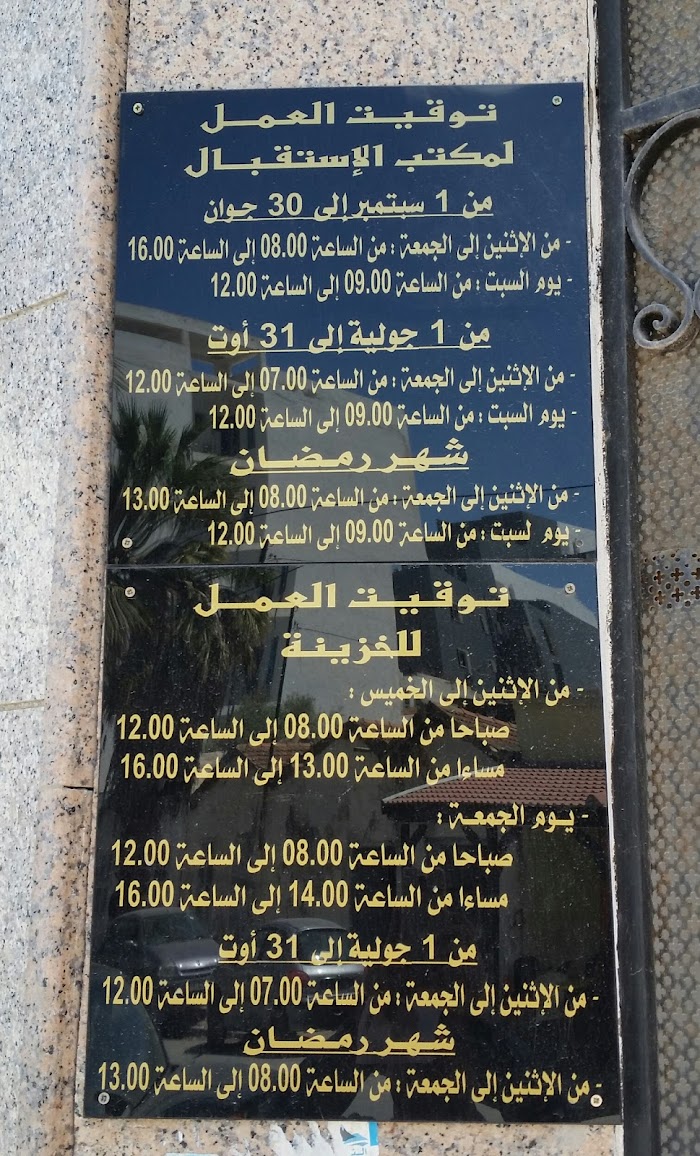 توقيت العمل
لمكتب الإستقبال
من 1 سبتمبر إلى 30 جوان
- من الإثنين إلى الجمعة : من الساعة 08.00 إلى الساعة 16.00
- يوم السبت : من الساعة 09.00 إلى الساعة 12.00
من 1 جولية إلى 31 أوت
- من الإثنين إلى الجمعة : من الساعة 07.00 إلى الساعة 12.00
- يوم السبت : من الساعة 09.00 إلى الساعة 12.00
شهر رمضان
- من الإثنين إلى الجمعة : من الساعة 08.00 إلى الساعة 13.00
- يوم لسبت : من الساعة 09.00 إلى الساعة 12.00
توقيت العمل
للخزينة
- من الإثنين إلى الخميس :
صباحا من الساعة 08.00 إلى الساعة 12.00
مساءا من الساعة 13.00 إلى الساعة 16.00
- يوم الجمعة :
صباحا من الساعة 08.00 إلى الساعة 12.00
مساءا من الساعة 14.00 إلى الساعة 16.00
من 1 جولية إلى 31 أوت
- من الإثنين إلى الجمعة : من الساعة 07.00 إلى الساعة 12.00
شهر رمضان
- من الإثنين إلى الجمعة : من الساعة 08.00 إلى الساعة 13.00